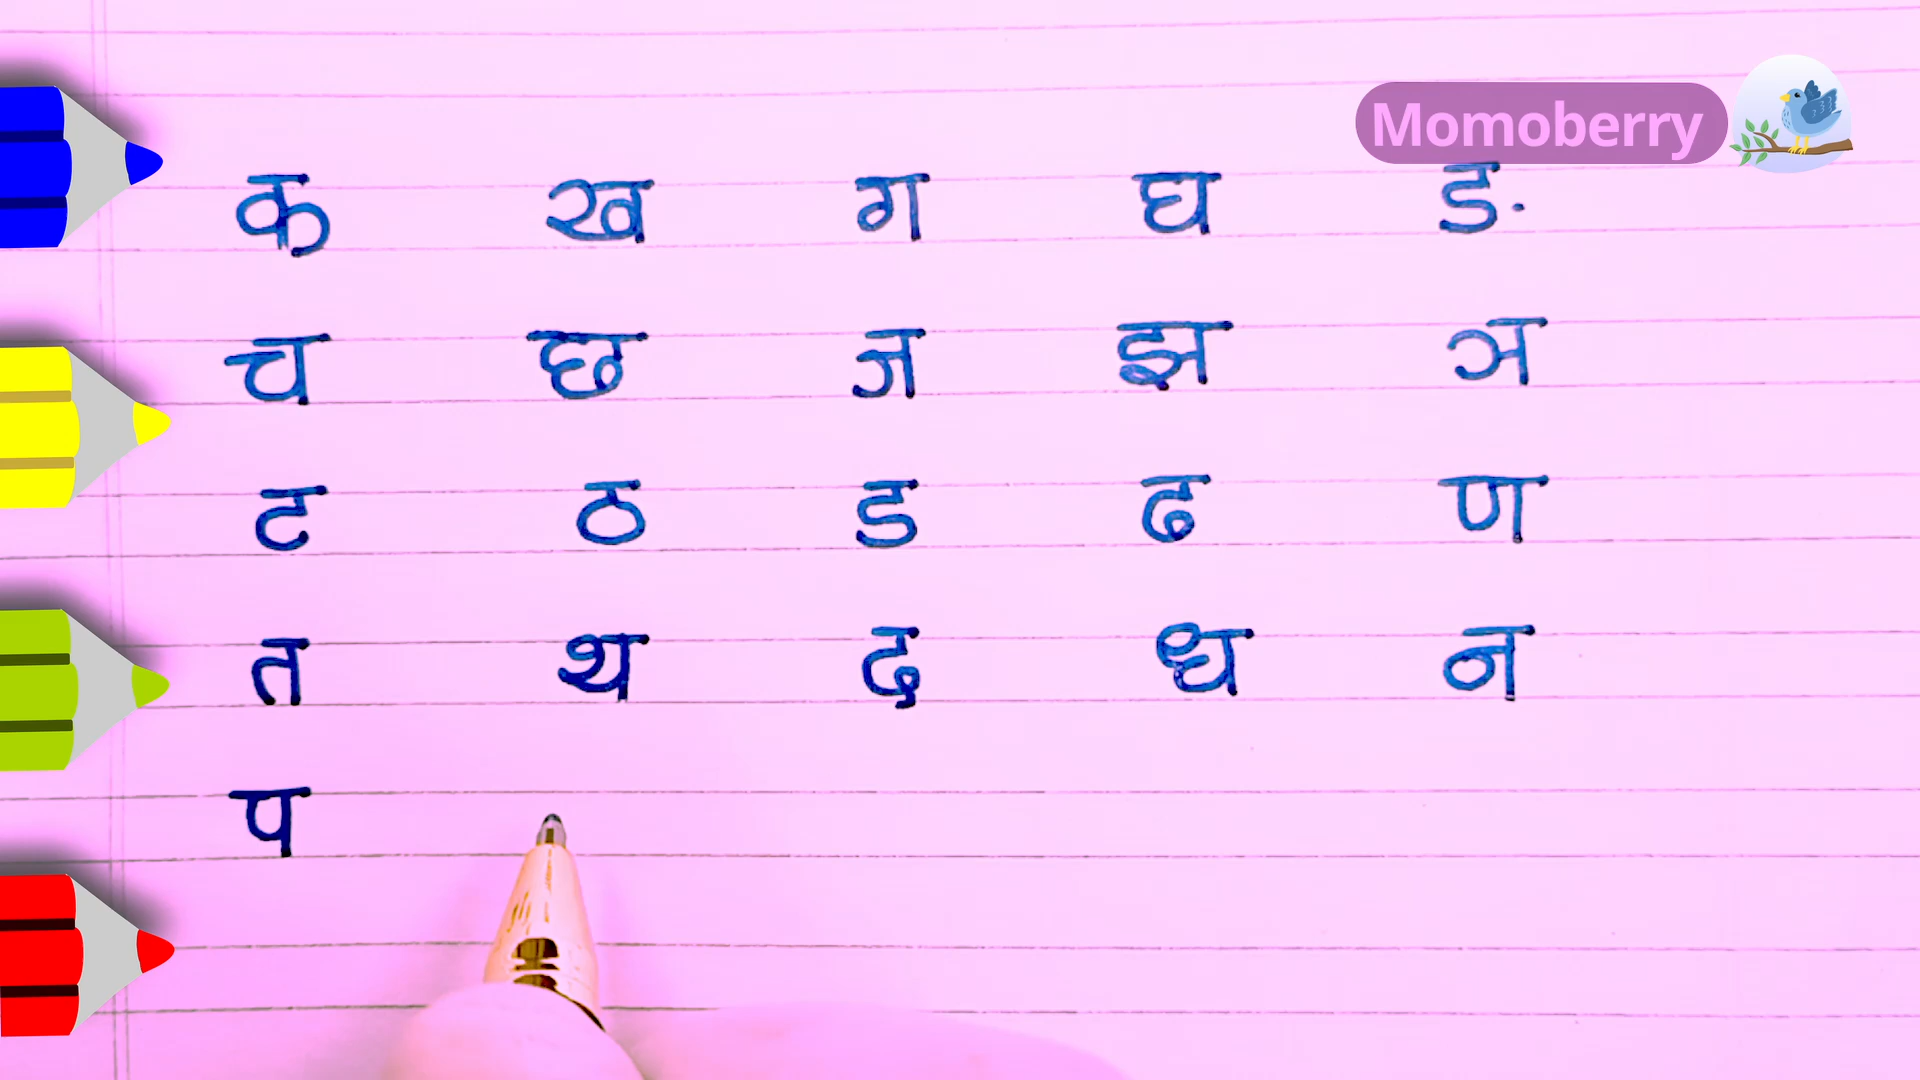 Momoberry
क ख ग घ ङ
च छ ज झ ञ
ट ठ ड ढ ण
त थ द ध न
प